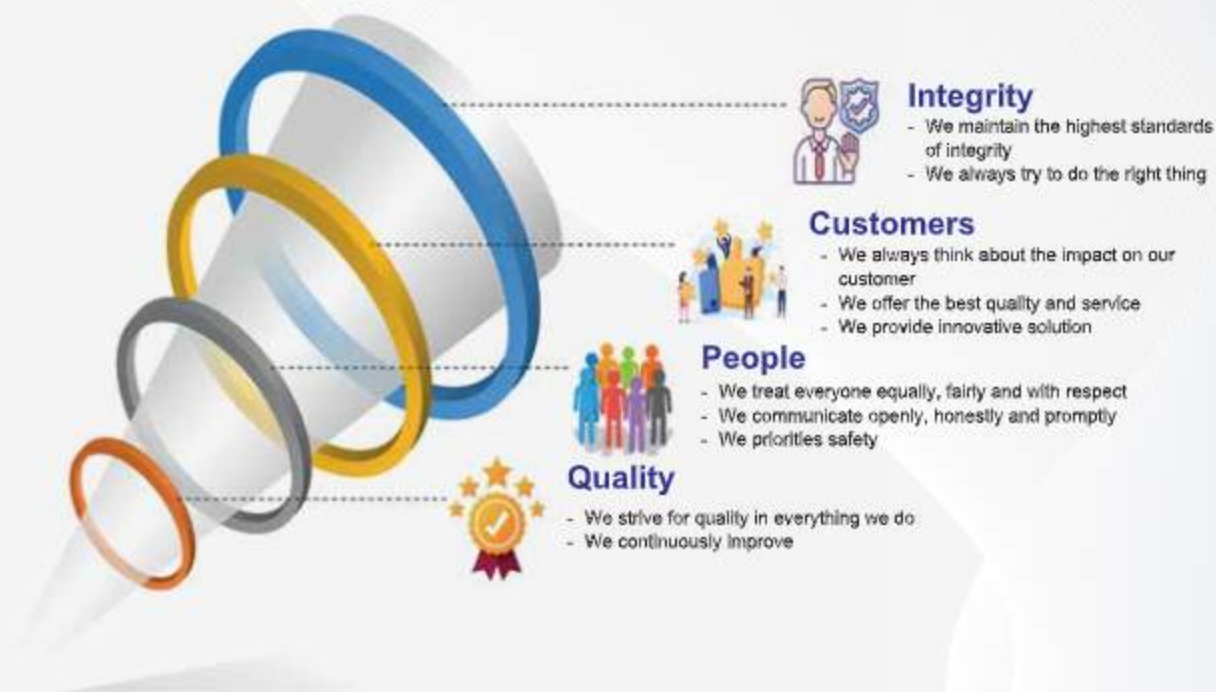 Integrity
- We maintain the highest standards
of integrity
- We always try to do the right thing
Customers
- We always think about the impact on our
customer
- We offer the best quality and service
- We provide innovative solution
People
- We treat everyone equally, fairly and with respect
- We communicate openly, honestly and promptly
- We priorities safety
Quality
- We strive for quality in everything we do
- We continuously improve